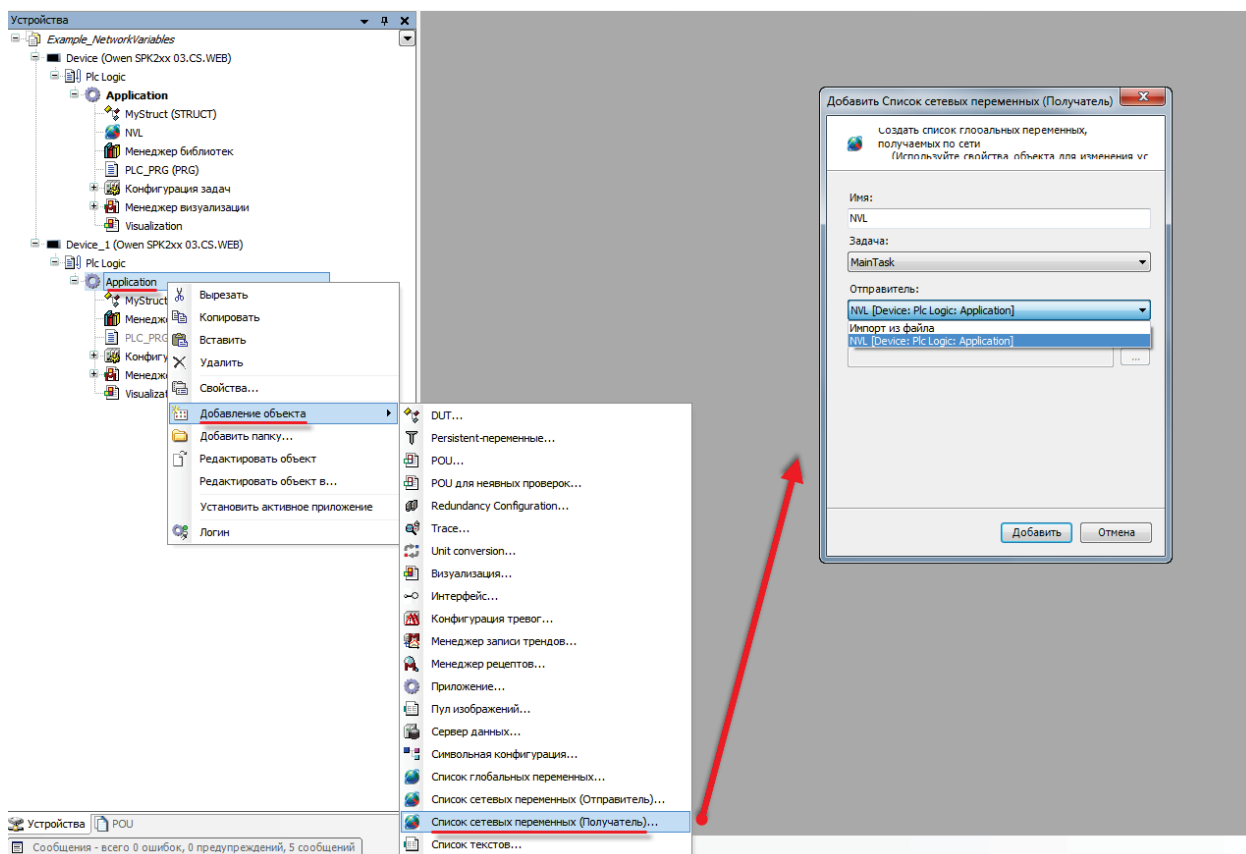 Устройства
Example_NetworkVariables
Device (Owen SPK2xx 03.CS.WEB)
Plc Logic
Application
MyStruct (STRUCT)
NVL
Менеджер библиотек
PLC_PRG (PRG)
Конфигурация задач
Менеджер визуализации
Visualization
Device_1 (Owen SPK2xx 03.CS.WEB)
Plc Logic
Application
MyStruct
Менедж
PLC_PRG
Конфигу
Менедж
Visualizat
Вырезать
Копировать
Вставить
Удалить
Свойства...
Добавление объекта
Добавить папку...
Редактировать объект
Редактировать объект в...
Установить активное приложение
Логин
DUT...
Persistent-переменные...
POU...
POU для неявных проверок...
Redundancy Configuration...
Trace...
Unit conversion...
Визуализация...
Интерфейс...
Конфигурация тревог...
Менеджер записи трендов...
Менеджер рецептов...
Приложение...
Пул изображений...
Сервер данных...
Символьная конфигурация...
Список глобальных переменных...
Список сетевых переменных (Отправитель)...
Список сетевых переменных (Получатель)...
Список текстов...
Добавить Список сетевых переменных (Получатель)
Создать список глобальных переменных,
получаемых по сети
(Используйте свойства объекта для изменения ус
Имя:
NVL
Задача:
MainTask
Отправитель:
NVL [Device: Plc Logic: Application]
Импорт из файла
NVL [Device: Plc Logic: Application]
...
Добавить Отмена
Устройства POU
Сообщения - всего 0 ошибок, 0 предупреждений, 5 сообщений